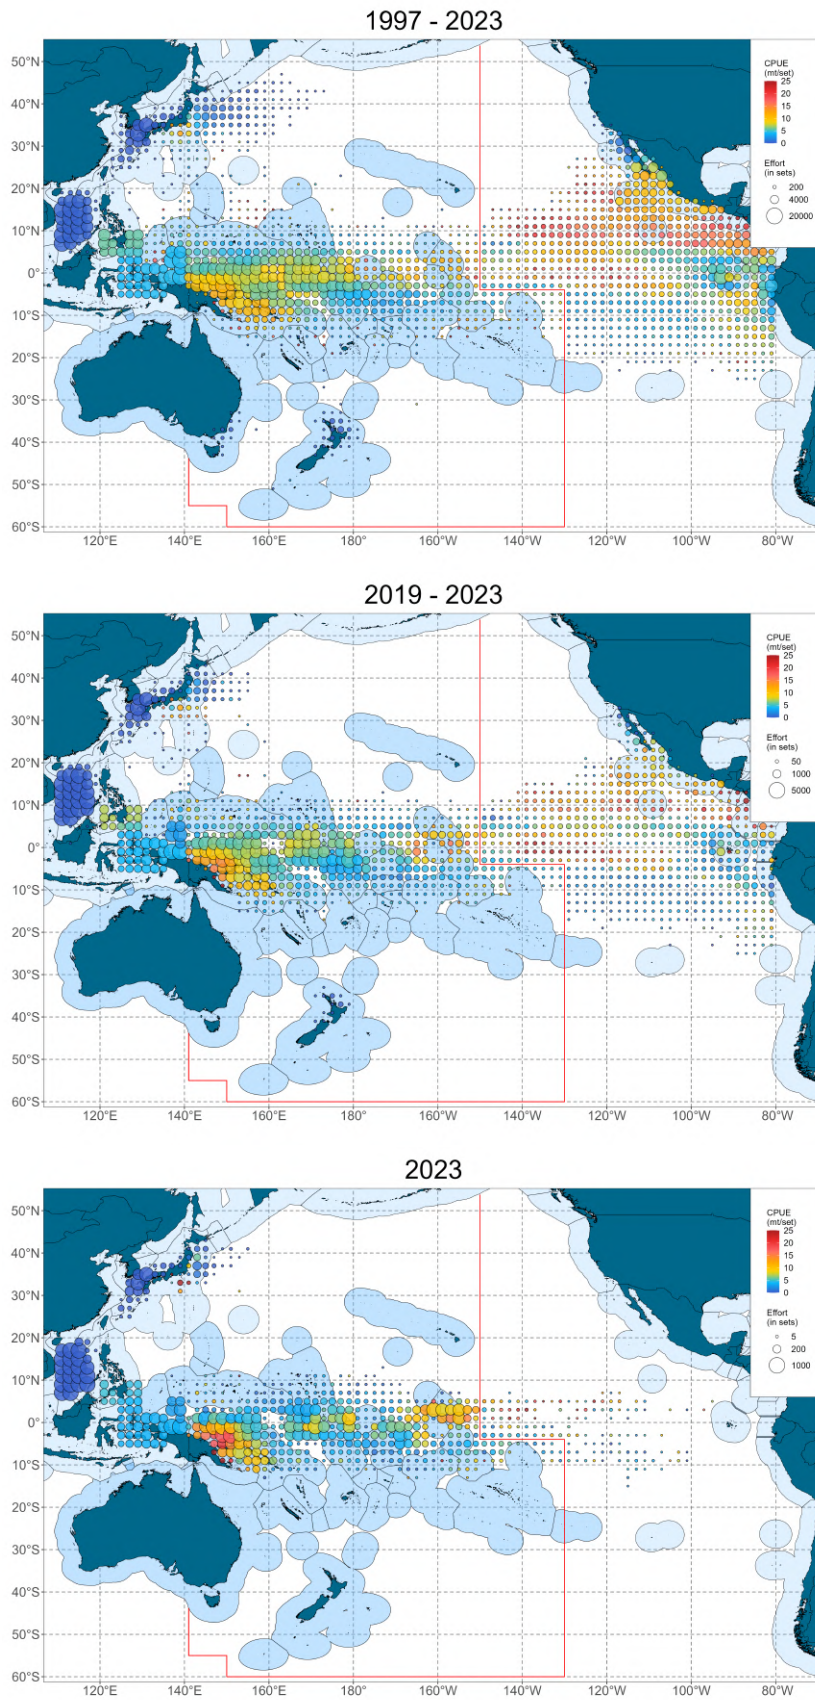 1997 - 2023
50°N
40°N
30°N
20°N
10°N
0°
10°S
20°S
30°S
40°S
50°S
60°S
120°E
140°E
160°E
180°
160°W
140°W
120°W
100°W
80°W
CPUE
(mt/set)
25
20
15
10
5
0
Effort
(in sets)
200
4000
20000
2019 - 2023
50°N
40°N
30°N
20°N
10°N
0°
10°S
20°S
30°S
40°S
50°S
60°S
120°E
140°E
160°E
180°
160°W
140°W
120°W
100°W
80°W
CPUE
(mt/set)
25
20
15
10
5
0
Effort
(in sets)
50
1000
5000
2023
50°N
40°N
30°N
20°N
10°N
0°
10°S
20°S
30°S
40°S
50°S
60°S
120°E
140°E
160°E
180°
160°W
140°W
120°W
100°W
80°W
CPUE
(mt/set)
25
20
15
10
5
0
Effort
(in sets)
5
200
1000